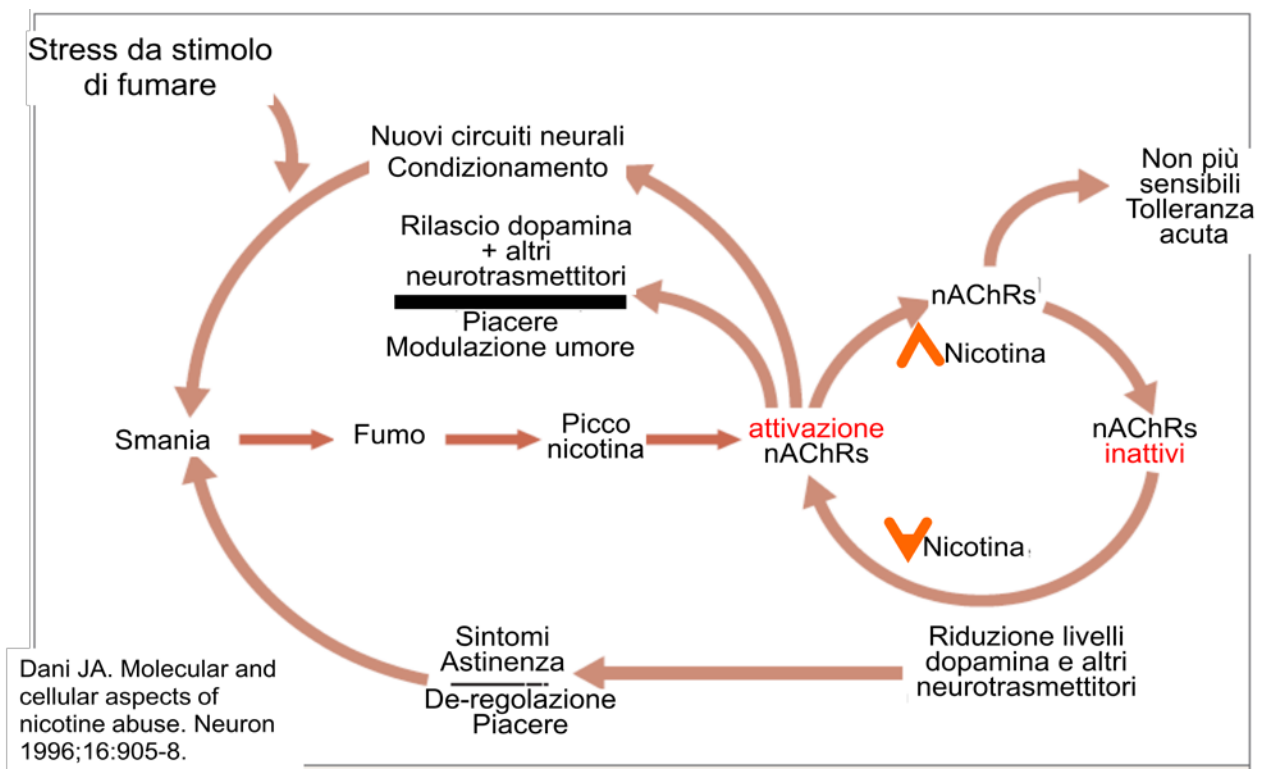 Stress da stimolo
di fumare
Nuovi circuiti neurali
Condizionamento
Rilascio dopamina
+ altri
neurotrasmettitori
Piacere
Modulazione umore
Non più
sensibili
Tolleranza
acuta
nAChRs
Nicotina
Smania
Fumo
Picco
nicotina
attivazione
nAChRs
nAChRs
inattivi
Nicotina
Sintomi
Astinenza
De-regolazione
Piacere
Riduzione livelli
dopamina e altri
neurotrasmettitori
Dani JA. Molecular and
cellular aspects of
nicotine abuse. Neuron
1996;16:905-8.